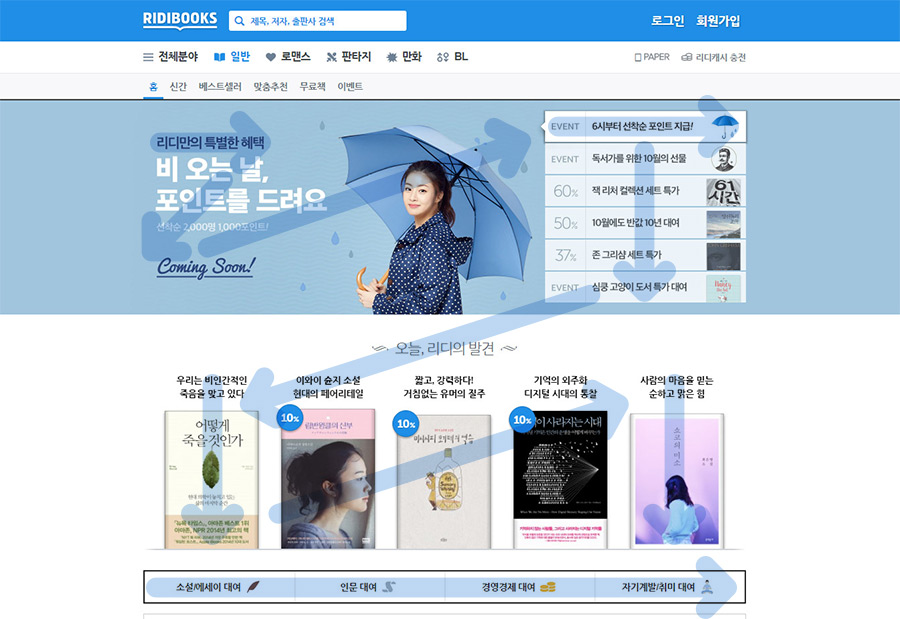 RIDIBOOKS
제목, 저자, 출판사 검색
로그인 회원가입
전체분야 일반 로맨스 판타지 만화 BL
PAPER 리디캐시 충전
홈 신간 베스트셀러 맞춤추천 무료책 이벤트
리디만의 특별한 혜택
비 오는 날,
포인트를 드려요
선착순 2,000명 1,000포인트!
Coming Soon!
EVENT 6시부터 선착순 포인트 지급!
EVENT 독서가를 위한 10월의 선물
60% 잭 리처 컬렉션 세트 특가
61
시간
50% 10월에도 반값 10년 대여
37% 존 그리샴 세트 특가
EVENT 심쿵 고양이 도서 특가 대여
오늘, 리디의 발견
우리는 비인간적인
죽음을 맞고 있다
이와이 슌지 소설
현대의 페어리테일
짧고, 강력하다!
거침없는 유머의 질주
기억의 외주화
디지털 시대의 통찰
사람의 마음을 믿는
순하고 맑은 힘
어떻게
죽을 것인가
10%
립반윙클의 신부
10%
10%
사라지는 시대
쇼코의 미소
소설/에세이 대여
인문 대여
경영경제 대여
자기계발/취미 대여